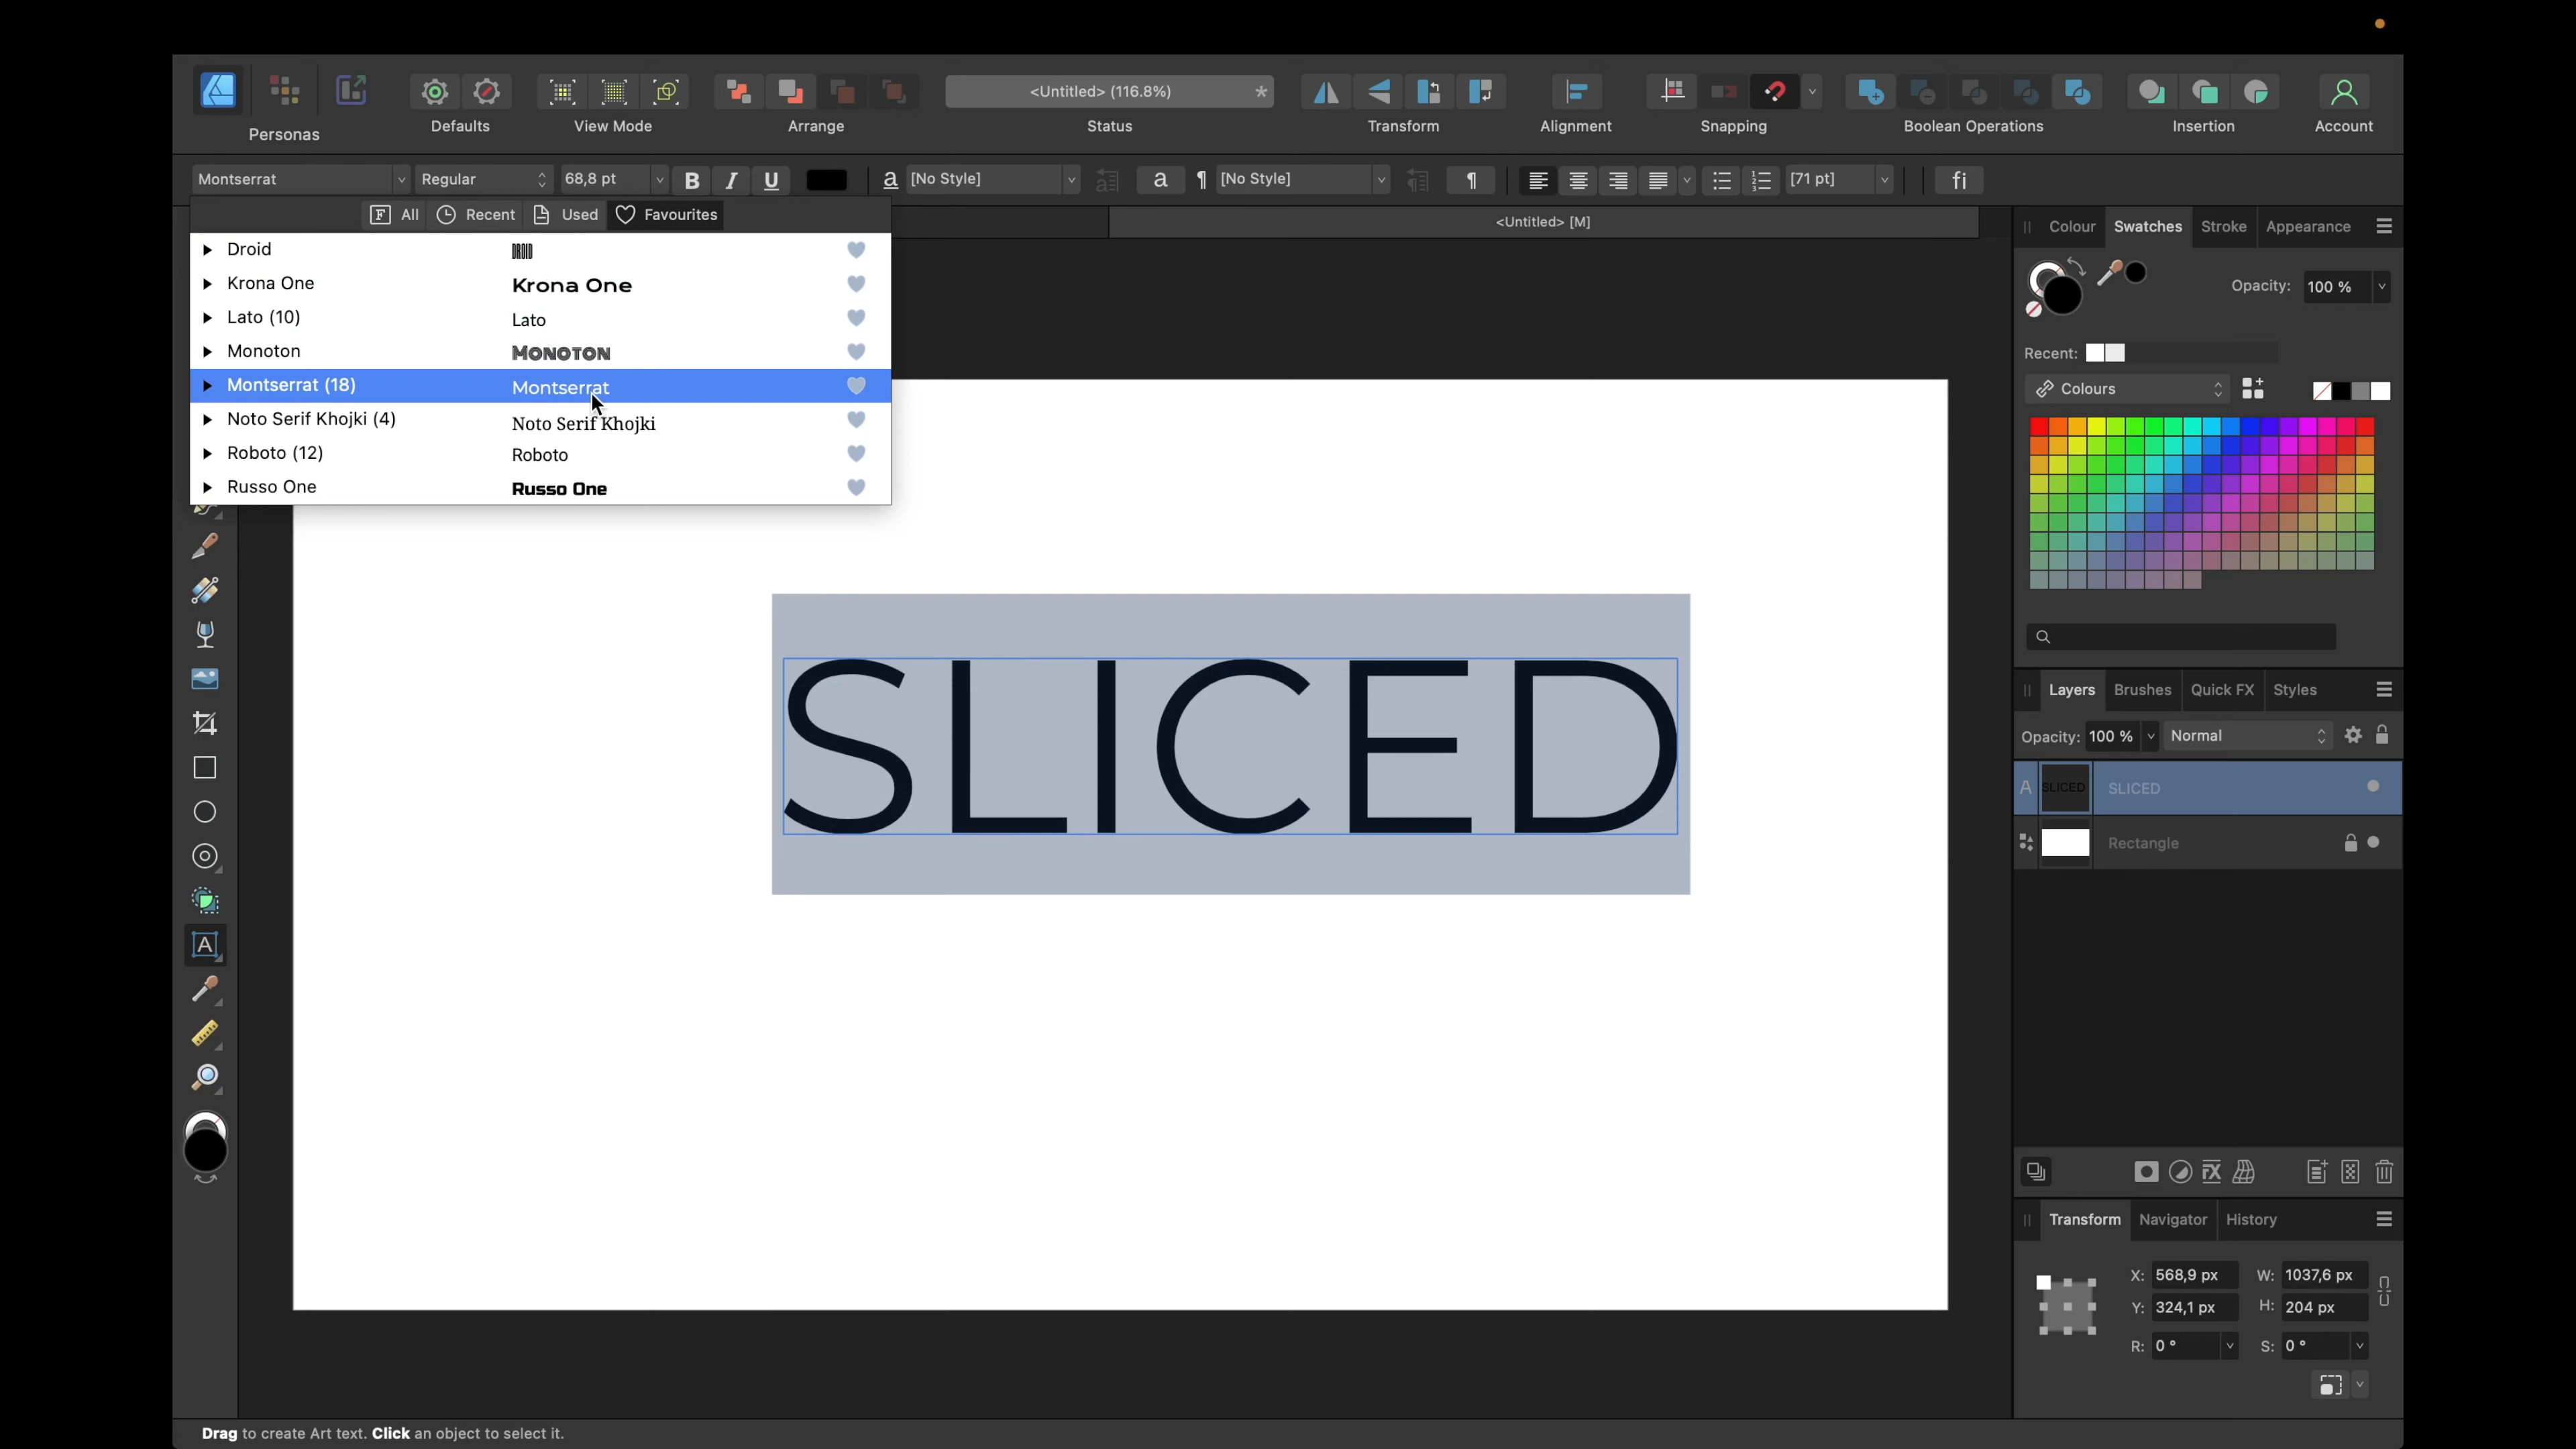 <Untitled> (116.8%)
*
Personas
Defaults
View Mode
Arrange
Status
Transform
Alignment
Snapping
Boolean Operations
Insertion
Account
Montserrat
Regular
68,8 pt
B I U
a [No Style]
a
¶ [No Style]
¶
[71 pt]
fi
All
Recent
Used
Favourites
<Untitled> [M]
Droid DROID
Krona One Krona One
Lato (10) Lato
Monoton MONOTON
Montserrat (18) Montserrat
Noto Serif Khojki (4) Noto Serif Khojki
Roboto (12) Roboto
Russo One Russo One
SLICED
A
Colour
Swatches
Stroke
Appearance
Opacity: 100 %
Recent:
Colours
Layers
Brushes
Quick FX
Styles
Opacity: 100 % Normal
A SLICED SLICED
Rectangle
FX
Transform
Navigator
History
X: 568,9 px W: 1037,6 px
Y: 324,1 px H: 204 px
R: 0 ° S: 0 °
Drag to create Art text. Click an object to select it.